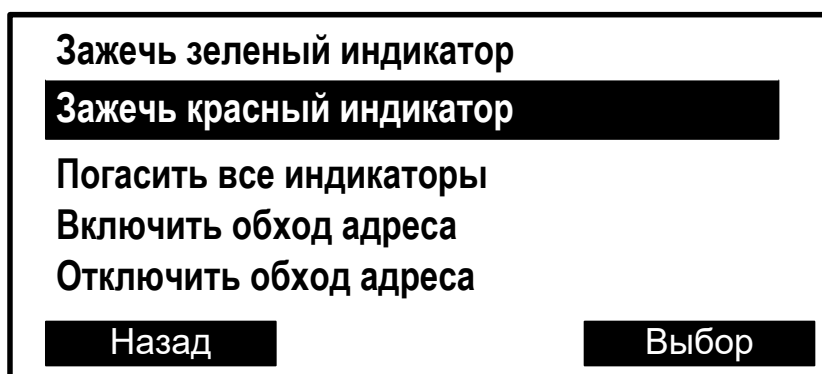 Зажечь зеленый индикатор
Зажечь красный индикатор
Погасить все индикаторы
Включить обход адреса
Отключить обход адреса
Назад Выбор